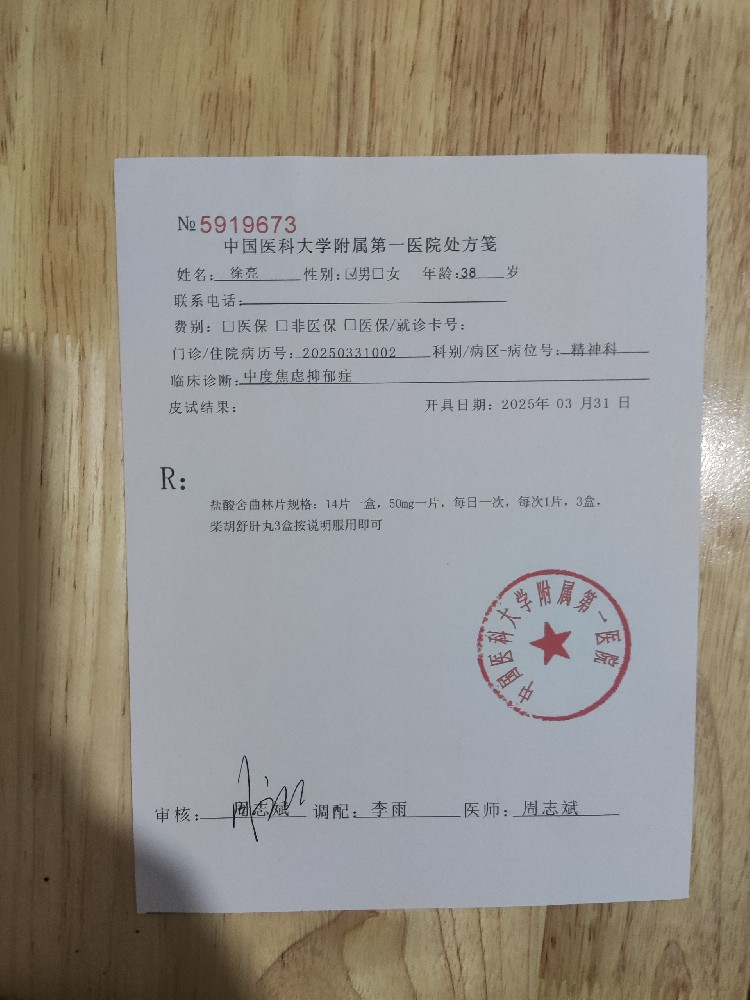 №5919673
中国医科大学附属第一医院处方笺
姓名: 徐亮 性别:☑男☐女 年龄:38 岁
联系电话:
费别: ☐医保 ☐非医保 ☐医保/就诊卡号:
门诊/住院病历号: 20250331002 科别/病区-病位号: 精神科
临床诊断: 中度焦虑抑郁症
皮试结果: 开具日期: 2025年 03 月31 日
R:
盐酸舍曲林片规格: 14片一盒, 50mg一片, 每日一次, 每次1片, 3盒.
柴胡舒肝丸3盒按说明服用即可
中国医科大学附属第一医院
审核: 周志斌 调配: 李雨 医师: 周志斌